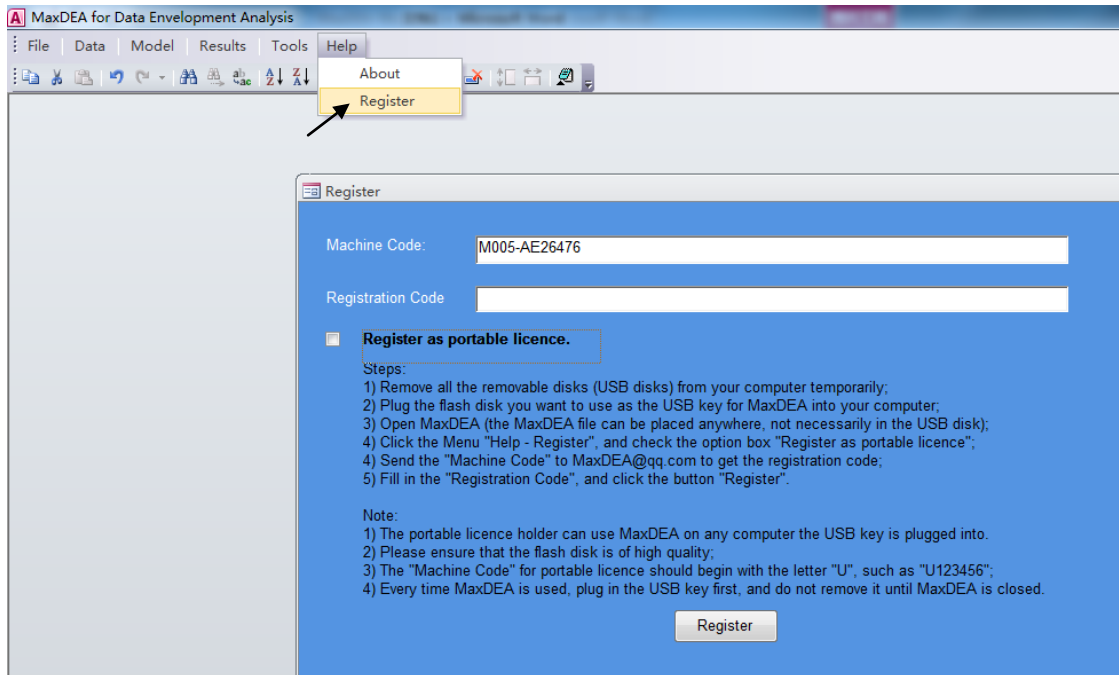 MaxDEA for Data Envelopment Analysis
File Data Model Results Tools Help
About
Register
Register
Machine Code: M005-AE26476
Registration Code
Register as portable licence.
Steps:
1) Remove all the removable disks (USB disks) from your computer temporarily;
2) Plug the flash disk you want to use as the USB key for MaxDEA into your computer;
3) Open MaxDEA (the MaxDEA file can be placed anywhere, not necessarily in the USB disk);
4) Click the Menu "Help - Register", and check the option box "Register as portable licence";
4) Send the "Machine Code" to MaxDEA@qq.com to get the registration code;
5) Fill in the "Registration Code", and click the button "Register".
Note:
1) The portable licence holder can use MaxDEA on any computer the USB key is plugged into.
2) Please ensure that the flash disk is of high quality;
3) The "Machine Code" for portable licence should begin with the letter "U", such as "U123456";
4) Every time MaxDEA is used, plug in the USB key first, and do not remove it until MaxDEA is closed.
Register